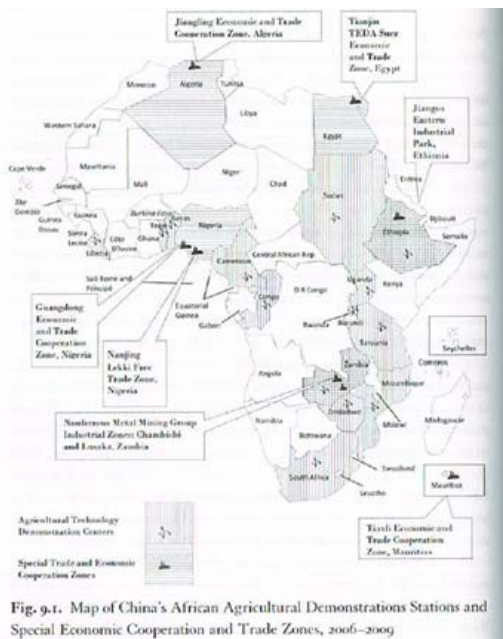 Jiangling Economic and Trade
Cooperation Zone, Algeria
Tianjin
TEDA Suez
Economic
and Trade
Zone, Egypt
Jiangsu
Eastern
Industrial
Park,
Ethiopia
Morocco
Algeria
Tunisia
Libya
Egypt
Western Sahara
Cape Verde
Mauritania
Mali
Niger
Chad
Sudan
Eritrea
Senegal
The
Gambia
Guinea
Bissau
Guinea
Sierra
Leone
Liberia
Côte
D'Ivoire
Burkina Faso
Ghana
Togo
Benin
Nigeria
Cameroon
Central African Rep
Ethiopia
Djibouti
Somalia
Sao Tome and
Principe
Equatorial
Guinea
Gabon
Congo
D R Congo
Uganda
Kenya
Rwanda
Burundi
Tanzania
Seychelles
Comoros
Angola
Zambia
Malawi
Mozambique
Zimbabwe
Namibia
Botswana
Madagascar
Mauritius
South Africa
Swaziland
Lesotho
Guangdong
Economic
and Trade
Cooperation
Zone, Nigeria
Nanjing
Lekki Free
Trade Zone,
Nigeria
Nonferrous Metal Mining Group
Industrial Zones: Chambishi
and Lusaka, Zambia
Tianli Economic and
Trade Cooperation
Zone, Mauritius
Agricultural Technology
Demonstration Centers
Special Trade and Economic
Cooperation Zones
Fig. 9.1. Map of China's African Agricultural Demonstrations Stations and
Special Economic Cooperation and Trade Zones, 2006–2009